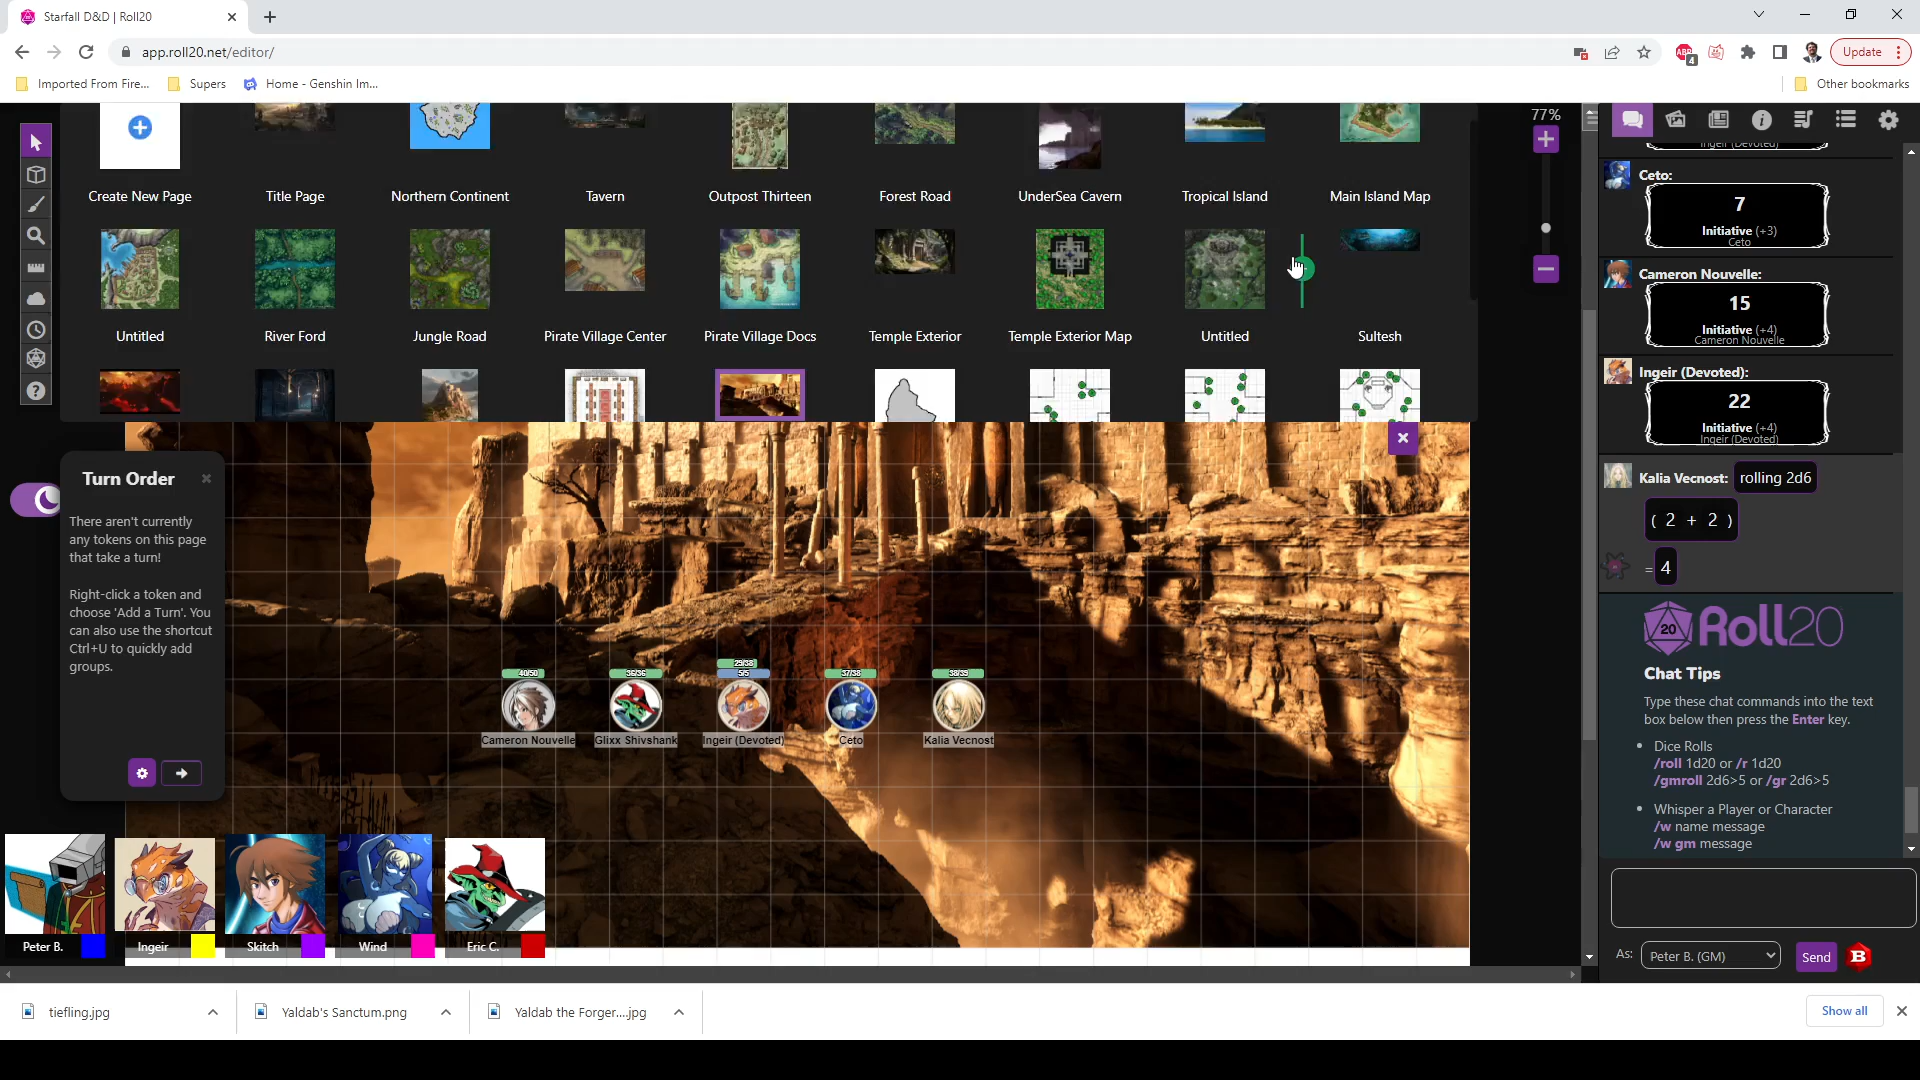 Starfall D&D | Roll20
app.roll20.net/editor/
Update
Imported From Fire...
Supers
Home - Genshin Im...
Other bookmarks
77%
Create New Page
Title Page
Northern Continent
Tavern
Outpost Thirteen
Forest Road
UnderSea Cavern
Tropical Island
Main Island Map
Untitled
River Ford
Jungle Road
Pirate Village Center
Pirate Village Docs
Temple Exterior
Temple Exterior Map
Untitled
Sultesh
Turn Order
There aren't currently
any tokens on this page
that take a turn!
Right-click a token and
choose 'Add a Turn'. You
can also use the shortcut
Ctrl+U to quickly add
groups.
40/50
36/36
29/38
5/5
37/38
38/39
Cameron Nouvelle
Glixx Shivshank
Ingeir (Devoted)
Ceto
Kalia Vecnost
Peter B.
Ingeir
Skitch
Wind
Eric C.
Ingeir (Devoted)
Ceto:
7
Initiative (+3)
Ceto
Cameron Nouvelle:
15
Initiative (+4)
Cameron Nouvelle
Ingeir (Devoted):
22
Initiative (+4)
Ingeir (Devoted)
Kalia Vecnost: rolling 2d6
( 2 + 2 )
= 4
20 Roll20
Chat Tips
Type these chat commands into the text
box below then press the Enter key.
• Dice Rolls
/roll 1d20 or /r 1d20
/gmroll 2d6>5 or /gr 2d6>5
• Whisper a Player or Character
/w name message
/w gm message
As: Peter B. (GM)
Send
B
tiefling.jpg
Yaldab's Sanctum.png
Yaldab the Forger....jpg
Show all